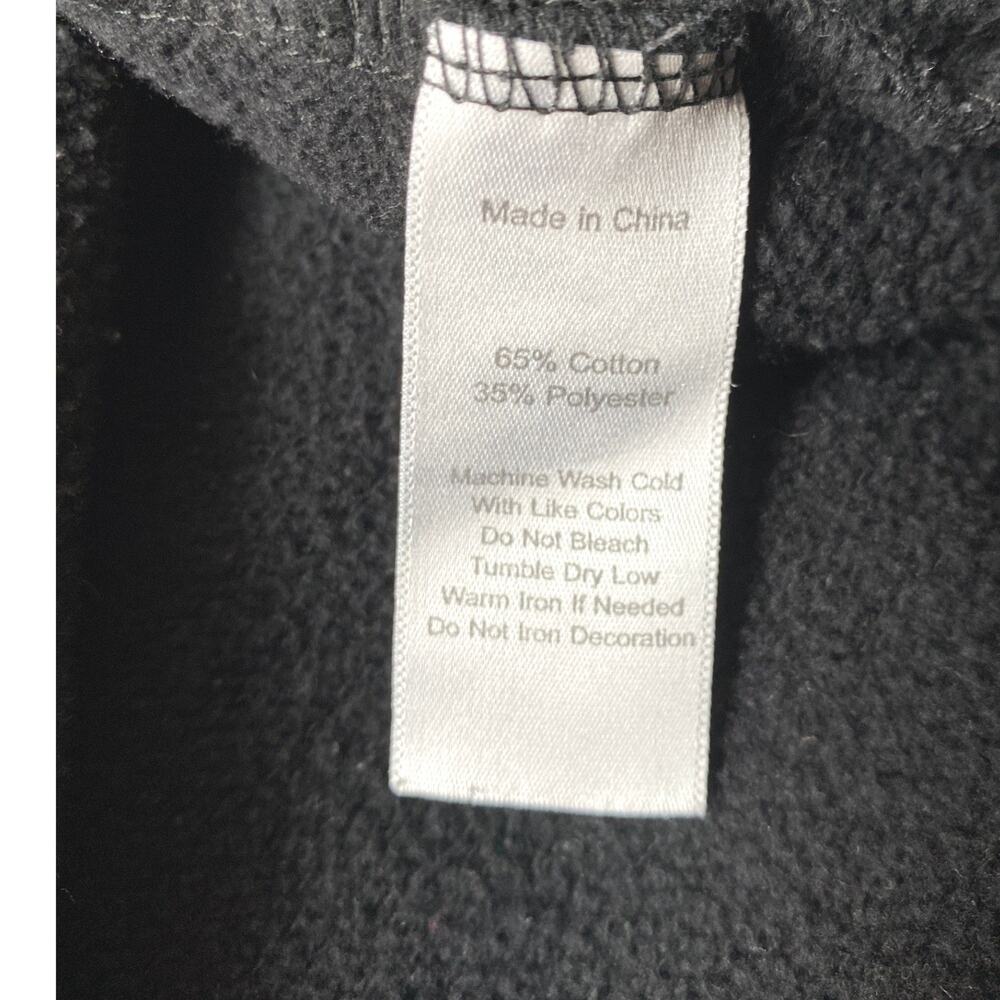 Made in China
65% Cotton
35% Polyester
Machine Wash Cold
With Like Colors
Do Not Bleach
Tumble Dry Low
Warm Iron If Needed
Do Not Iron Decoration